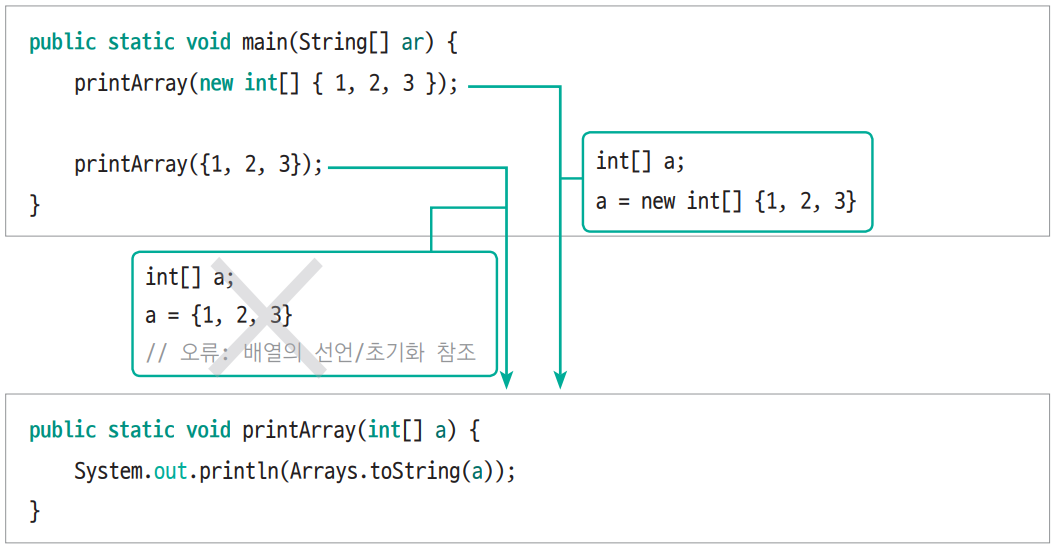 public static void main(String[] ar) {
printArray(new int[] { 1, 2, 3 });
printArray({1, 2, 3});
}
int[] a;
a = new int[] {1, 2, 3}
int[] a;
a = {1, 2, 3}
// 오류: 배열의 선언/초기화 참조
public static void printArray(int[] a) {
System.out.println(Arrays.toString(a));
}